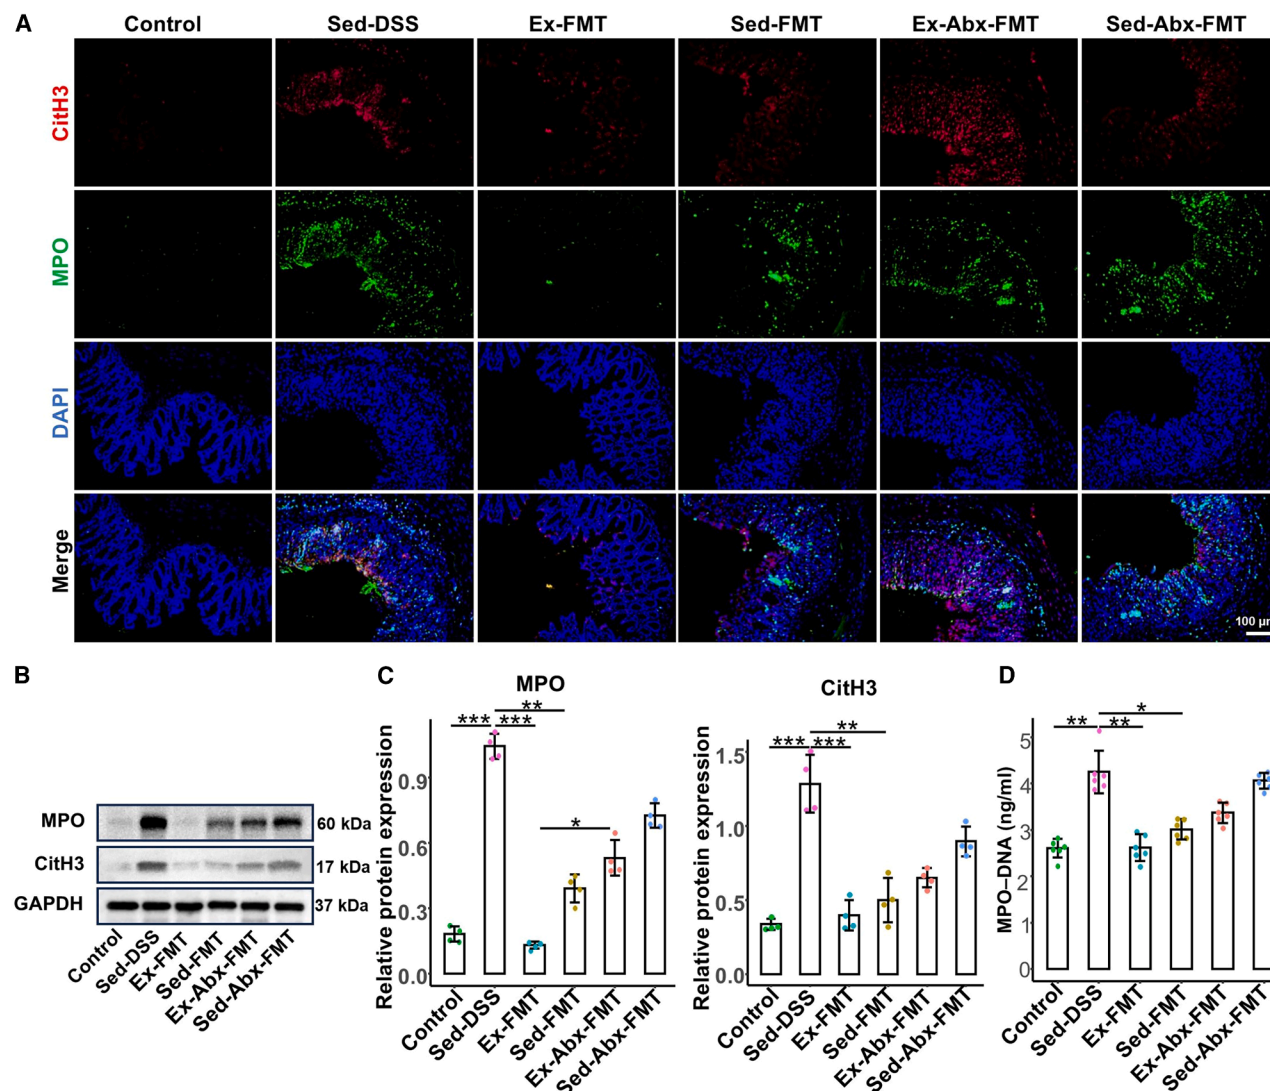 A
Control Sed-DSS Ex-FMT Sed-FMT Ex-Abx-FMT Sed-Abx-FMT
CitH3
MPO
DAPI
Merge
100 μm
B
MPO 60 kDa
CitH3 17 kDa
GAPDH 37 kDa
Control Sed-DSS Ex-FMT Sed-FMT Ex-Abx-FMT Sed-Abx-FMT
C
MPO
Relative protein expression
0.9
0.6
0.3
0.0
*** *** ** *
Control Sed-DSS Ex-FMT Sed-FMT Ex-Abx-FMT Sed-Abx-FMT
CitH3
Relative protein expression
1.5
1.0
0.5
0.0
*** *** **
Control Sed-DSS Ex-FMT Sed-FMT Ex-Abx-FMT Sed-Abx-FMT
D
MPO–DNA (ng/ml)
5
4
3
2
1
0
** ** *
Control Sed-DSS Ex-FMT Sed-FMT Ex-Abx-FMT Sed-Abx-FMT